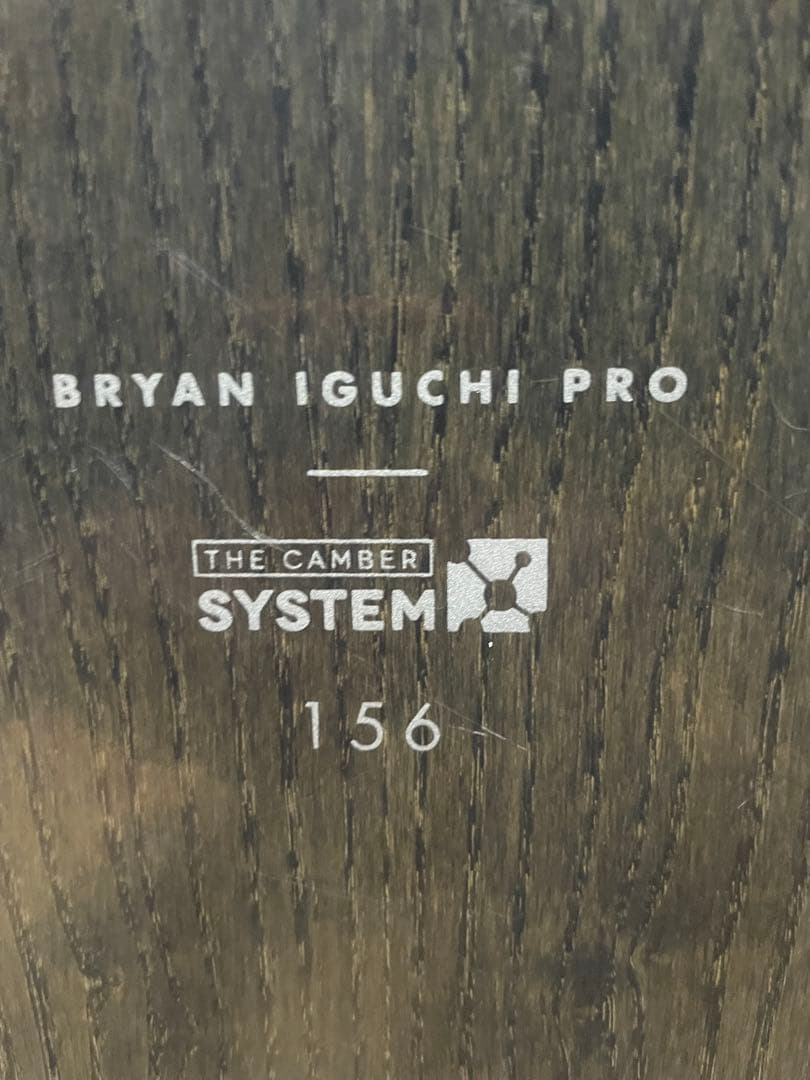 BRYAN IGUCHI PRO
THE CAMBER
SYSTEM
156